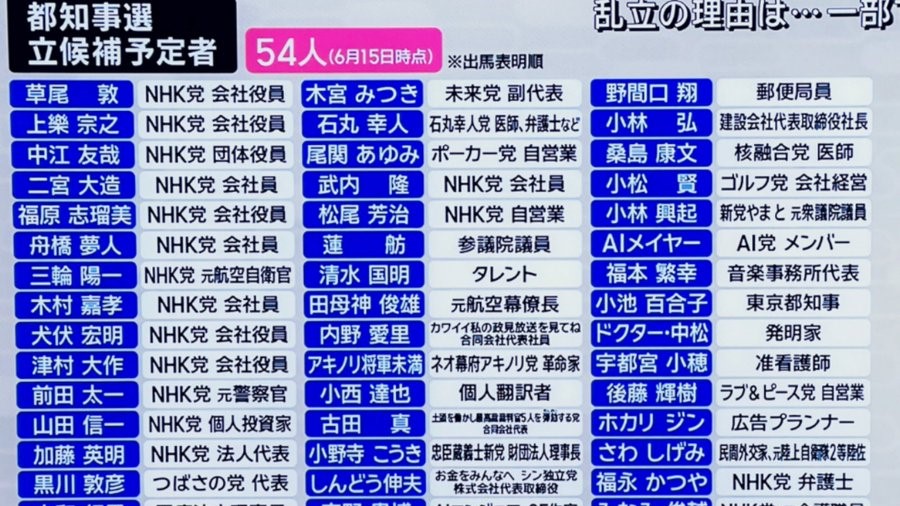 都知事選
立候補予定者
54人(6月15日時点)
※出馬表明順
乱立の理由は…一部
草尾 敦 NHK党 会社役員
上樂 宗之 NHK党 会社役員
中江 友哉 NHK党 団体役員
二宮 大造 NHK党 会社員
福原 志瑠美 NHK党 会社役員
舟橋 夢人 NHK党 会社員
三輪 陽一 NHK党 元航空自衛官
木村 嘉孝 NHK党 会社員
犬伏 宏明 NHK党 会社役員
津村 大作 NHK党 会社役員
前田 太一 NHK党 元警察官
山田 信一 NHK党 個人投資家
加藤 英明 NHK党 法人代表
黒川 敦彦 つばさの党 代表
木宮 みつき 未来党 副代表
石丸 幸人 石丸幸人党 医師、弁護士など
尾関 あゆみ ポーカー党 自営業
武内 隆 NHK党 会社員
松尾 芳治 NHK党 自営業
蓮 舫 参議院議員
清水 国明 タレント
田母神 俊雄 元航空幕僚長
内野 愛里 カワイイ私の政見放送を見てね
合同会社代表社員
アキノリ将軍未満 ネオ幕府アキノリ党 革命家
小西 達也 個人翻訳者
古田 真
合同会社代表
小野寺 こうき 忠臣蔵義士新党 財団法人理事長
しんどう伸夫 お金をみんなへ シン独立党
株式会社代表取締役
野間口 翔 郵便局員
小林 弘 建設会社代表取締役社長
桑島 康文 核融合党 医師
小松 賢 ゴルフ党 会社経営
小林 興起 新党やまと 元衆議院議員
AIメイヤー AI党 メンバー
福本 繁幸 音楽事務所代表
小池 百合子 東京都知事
ドクター・中松 発明家
宇都宮 小穂 准看護師
後藤 輝樹 ラブ&ピース党 自営業
ホカリ ジン 広告プランナー
さわ しげみ 民間外交家、元陸上自衛隊2等陸佐
福永 かつや NHK党 弁護士